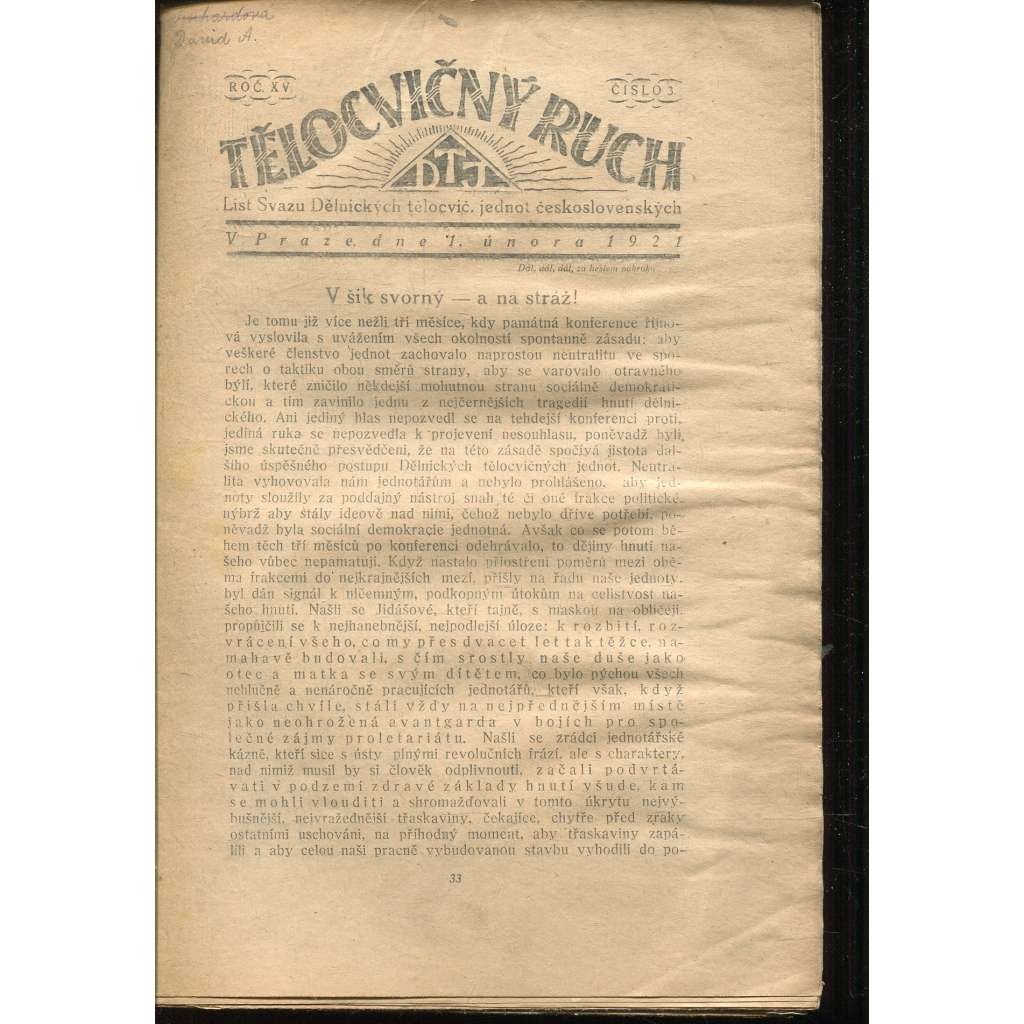 David A.
ROČ. XV.
ČÍSLO 3.
TĚLOCVIČNÝ RUCH
DTJ
List Svazu Dělnických tělocvič. jednot československých
V Praze dne 1. února 1921
Dál, dál, dál, za heslem
V šik svorný — a na stráž!
Je tomu již více nežli tři měsíce, kdy památná konference říjno-
vá vyslovila s uvážením všech okolností spontanně zásadu: aby
veškeré členstvo jednot zachovalo naprostou neutralitu ve spo-
rech o taktiku obou směrů strany, aby se varovalo otravného
býlí, které zničilo někdejší mohutnou stranu sociálně demokrati-
ckou a tím zavinilo jednu z nejčernějších tragedií hnutí dělni-
ckého. Ani jediný hlas nepozvedl se na tehdejší konferenci proti,
jediná ruka se nepozvedla k projevení nesouhlasu, poněvadž byli
jsme skutečně přesvědčeni, že na této zásadě spočívá jistota dal-
šího úspěšného postupu Dělnických tělocvičných jednot. Neutra-
lita vyhovovala nám jednotářům a nebylo prohlášeno, aby jed-
noty sloužily za poddajný nástroj snah té či oné frakce politické,
nýbrž aby stály ideově nad nimi, čehož nebylo dříve potřebí, po-
něvadž byla sociální demokracie jednotná. Avšak co se potom bě-
hem těch tří měsíců po konferenci odehrávalo, to dějiny hnutí na-
šeho vůbec nepamatují. Když nastalo přiostření poměrů mezi obě-
ma frakcemi do nejkrajnějších mezí, přišly na řadu naše jednoty,
byl dán signál k ničemným, podkopným útokům na celistvost na-
šeho hnutí. Našli se Jidášové, kteří tajně, s maskou na obličeji,
propůjčili se k nejhanebnější, nejpodlejší úloze: k rozbití, roz-
vrácení všeho, co my přes dvacet let tak těžce, na-
mahavě budovali, s čím srostly naše duše jako
otec a matka se svým dítětem, co bylo pýchou všech
nehlučně a nenáročně pracujících jednotářů, kteří však, když
přišla chvíle, stáli vždy na nejpřednějším místě
jako neohrožená avantgarda v bojích pro spo-
lečné zájmy proletariátu. Našli se zrádci jednotářské
kázně, kteří sice s ústy plnými revolučních frází, ale s charaktery,
nad nimiž musil by si člověk odplivnouti, začali podvrtá-
vati v podzemí zdravé základy hnutí všude, kam
se mohli vlouditi a shromažďovali v tomto úkrytu nejvý-
bušnější, nejvražednější třaskaviny, čekajíce, chytře před zraky
ostatními uschováni, na příhodný moment, aby třaskaviny zapá-
lili a aby celou naši pracně vybudovanou stavbu vyhodili do po-
33